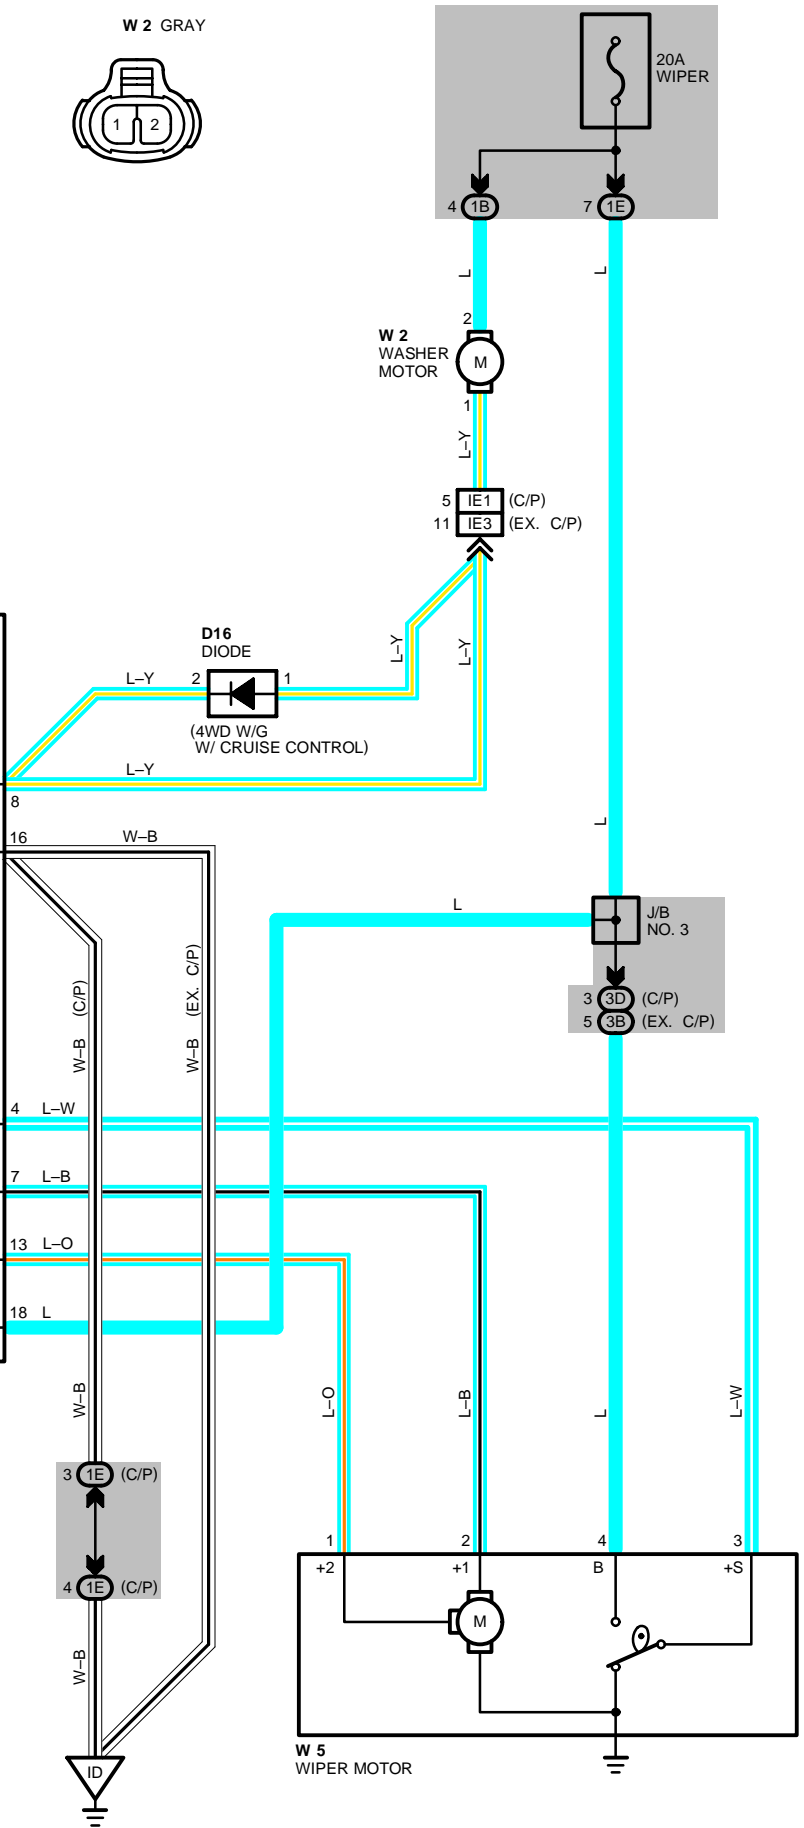 W 2 GRAY
1 2
20A
WIPER
4 1B
7 1E
L
L
2
W 2
WASHER
MOTOR
M
1
L–Y
5 IE1 (C/P)
11 IE3 (EX. C/P)
D16
DIODE
L–Y
L–Y
L–Y 2 1
(4WD W/G
W/ CRUISE CONTROL)
L–Y
8
L
16 W–B
L
J/B
NO. 3
W–B (C/P)
W–B (EX. C/P)
3 3D (C/P)
5 3B (EX. C/P)
4 L–W
7 L–B
13 L–O
18 L
W–B
L–O
L–B
L
L–W
3 1E (C/P)
1 2 4 3
+2 +1 B +S
4 1E (C/P)
M
W–B
W 5
WIPER MOTOR
ID